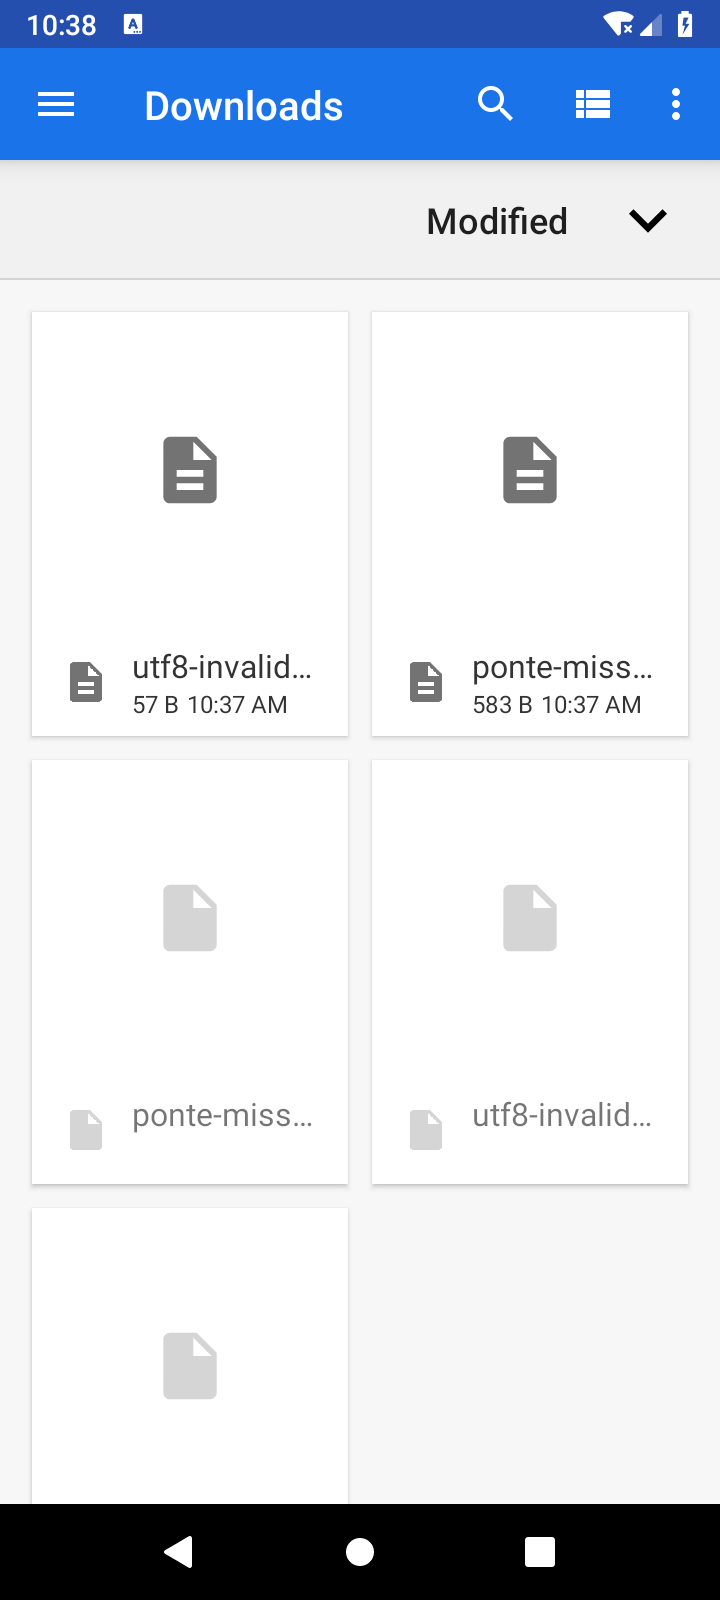 10:38
Downloads
Modified
utf8-invalid...
57 B 10:37 AM
ponte-miss...
583 B 10:37 AM
ponte-miss...
utf8-invalid...